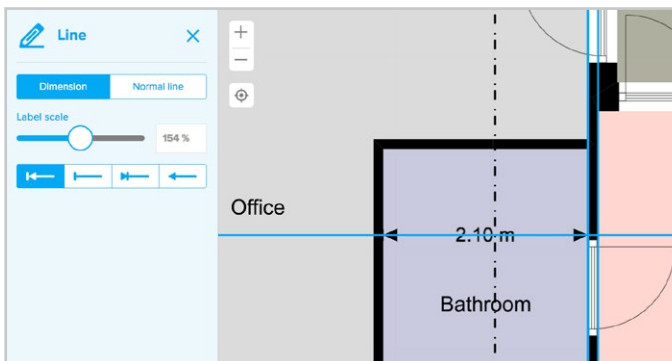 Line
Dimension
Normal line
Label scale
154 %
Office
2.10 m
Bathroom